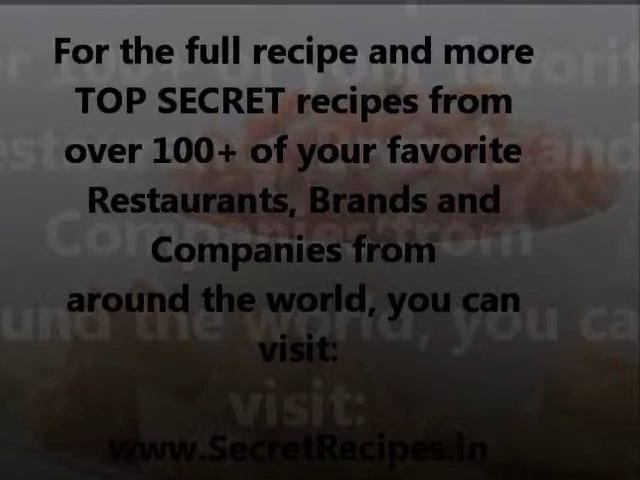 For the full recipe and more
TOP SECRET recipes from
over 100+ of your favorite
Restaurants, Brands and
Companies from
around the world, you can
visit:
visit:
www.SecretRecipes.In